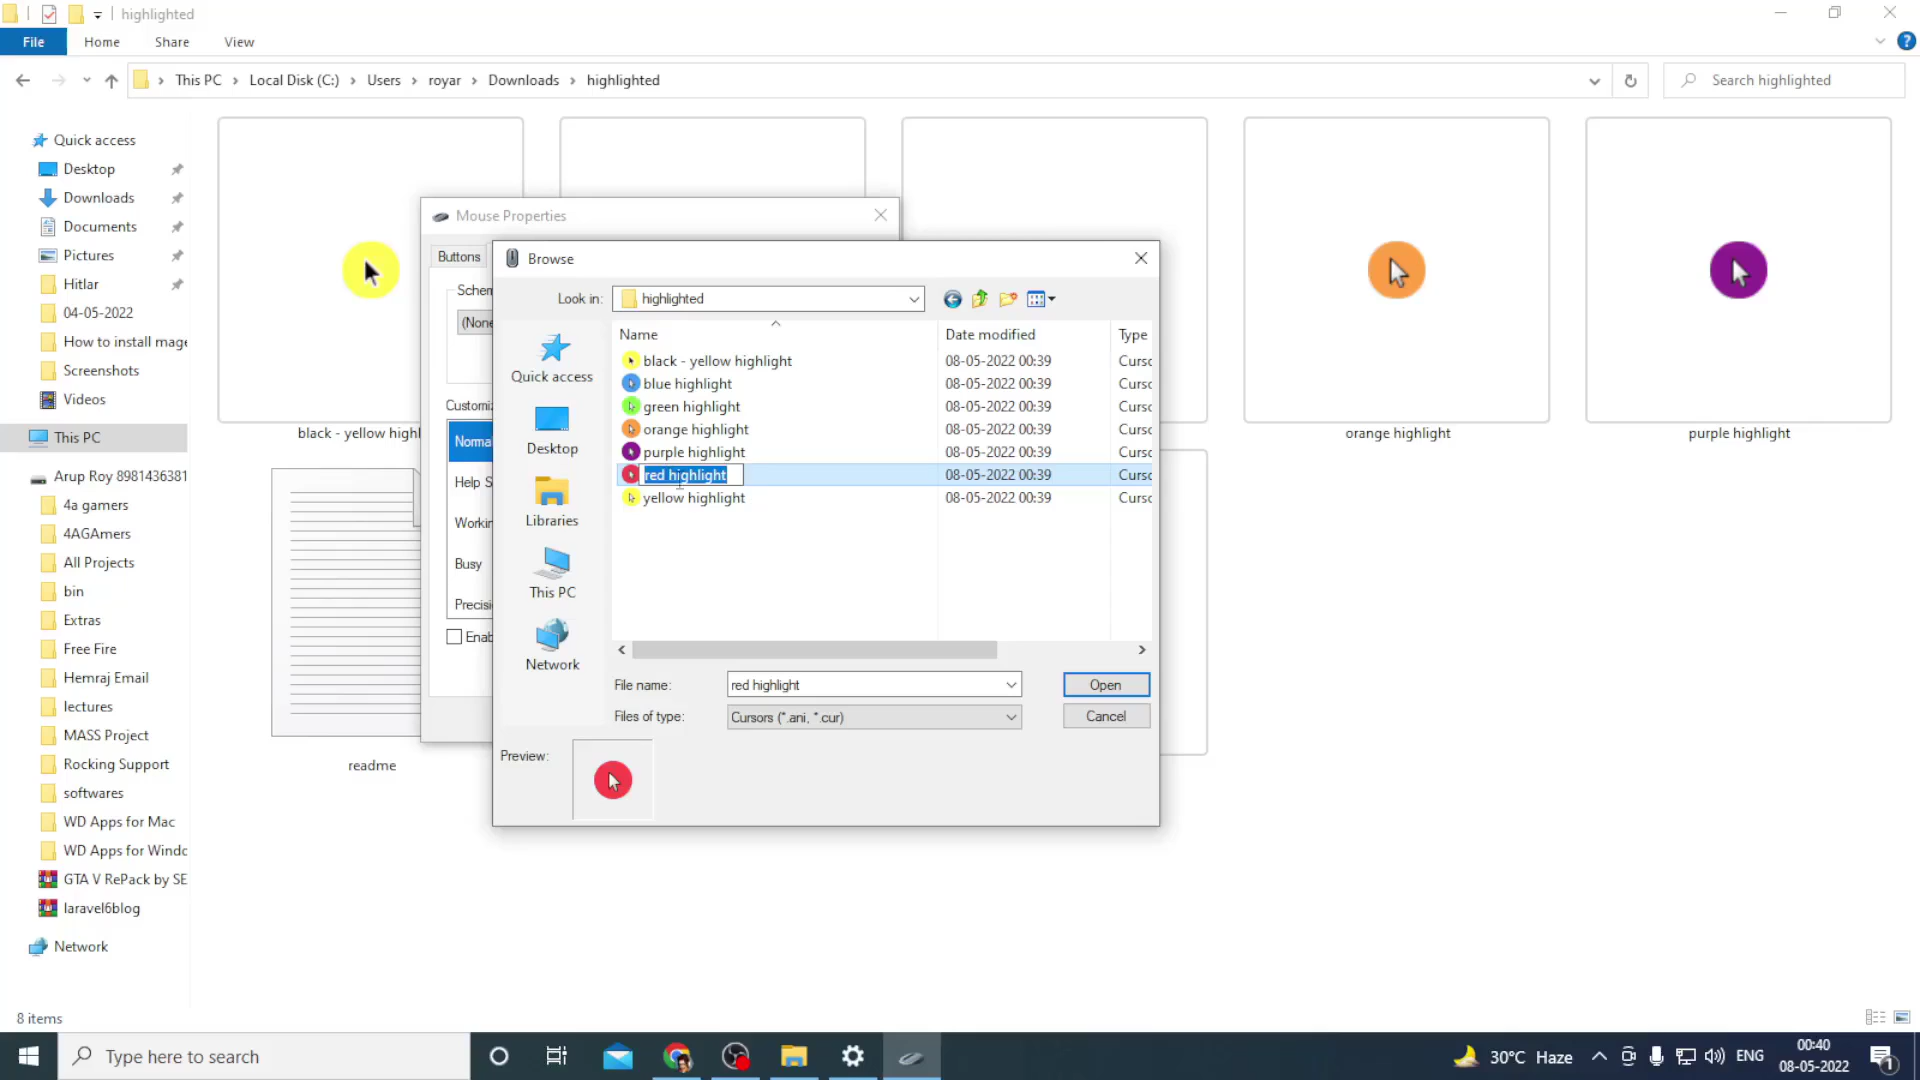 highlighted
File
Home
Share
View
This PC
Local Disk (C:)
Users
royar
Downloads
highlighted
Search highlighted
Quick access
Desktop
Downloads
Documents
Pictures
Hitlar
04-05-2022
How to install mage
Screenshots
Videos
This PC
Arup Roy 8981436381
4a gamers
4AGAmers
All Projects
bin
Extras
Free Fire
Hemraj Email
lectures
MASS Project
Rocking Support
softwares
WD Apps for Mac
WD Apps for Windo
GTA V RePack by SE
laravel6blog
Network
8 items
black - yellow highl
readme
orange highlight
purple highlight
Mouse Properties
Buttons
Schem
(None
Customiz
Norma
Help S
Workin
Busy
Precisi
Enab
Browse
Look in:
highlighted
Quick access
Desktop
Libraries
This PC
Network
Name
Date modified
Type
black - yellow highlight
08-05-2022 00:39
Curso
blue highlight
08-05-2022 00:39
Curso
green highlight
08-05-2022 00:39
Curso
orange highlight
08-05-2022 00:39
Curso
purple highlight
08-05-2022 00:39
Curso
red highlight
08-05-2022 00:39
Curso
yellow highlight
08-05-2022 00:39
Curso
File name:
red highlight
Open
Files of type:
Cursors (*.ani, *.cur)
Cancel
Preview:
Type here to search
30°C Haze
ENG
00:40
08-05-2022
1